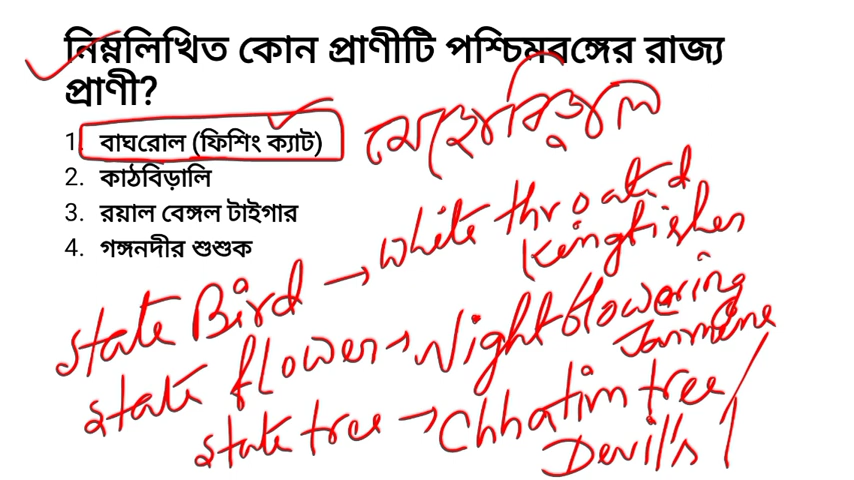 নিম্নলিখিত কোন প্রাণীটি পশ্চিমবঙ্গের রাজ্য
প্রাণী?
1. বাঘরোল (ফিশিং ক্যাট)
মেছোবিড়াল
2. কাঠবিড়ালি
3. রয়াল বেঙ্গল টাইগার
4. গঙ্গনদীর শুশুক
State Bird → White throated
Kingfisher
State flower → Night flowering
Jasmine
State tree → Chhatim tree /
Devil's